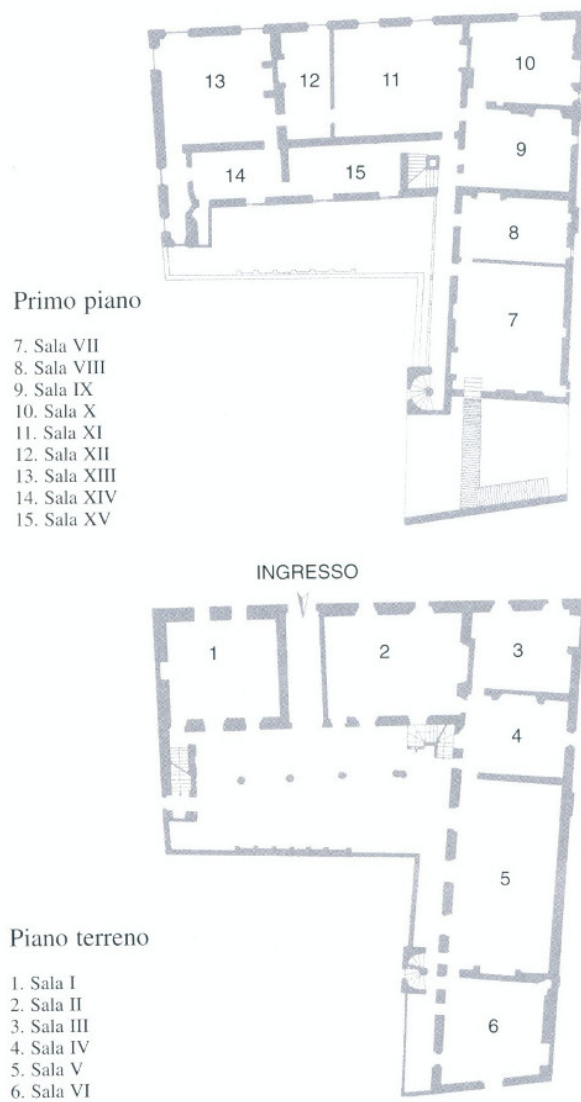 13
12
11
10
14
15
9
8
7
Primo piano
7. Sala VII
8. Sala VIII
9. Sala IX
10. Sala X
11. Sala XI
12. Sala XII
13. Sala XIII
14. Sala XIV
15. Sala XV
INGRESSO
1
2
3
4
5
6
Piano terreno
1. Sala I
2. Sala II
3. Sala III
4. Sala IV
5. Sala V
6. Sala VI